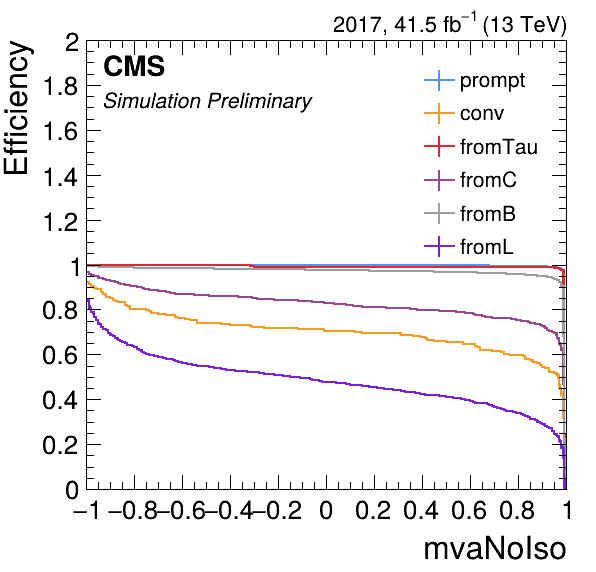 2017, 41.5 fb⁻¹ (13 TeV)
CMS
Simulation Preliminary
prompt
conv
fromTau
fromC
fromB
fromL
Efficiency
2
1.8
1.6
1.4
1.2
1
0.8
0.6
0.4
0.2
0
−1 −0.8 −0.6 −0.4 −0.2 0 0.2 0.4 0.6 0.8 1
mvaNoIso